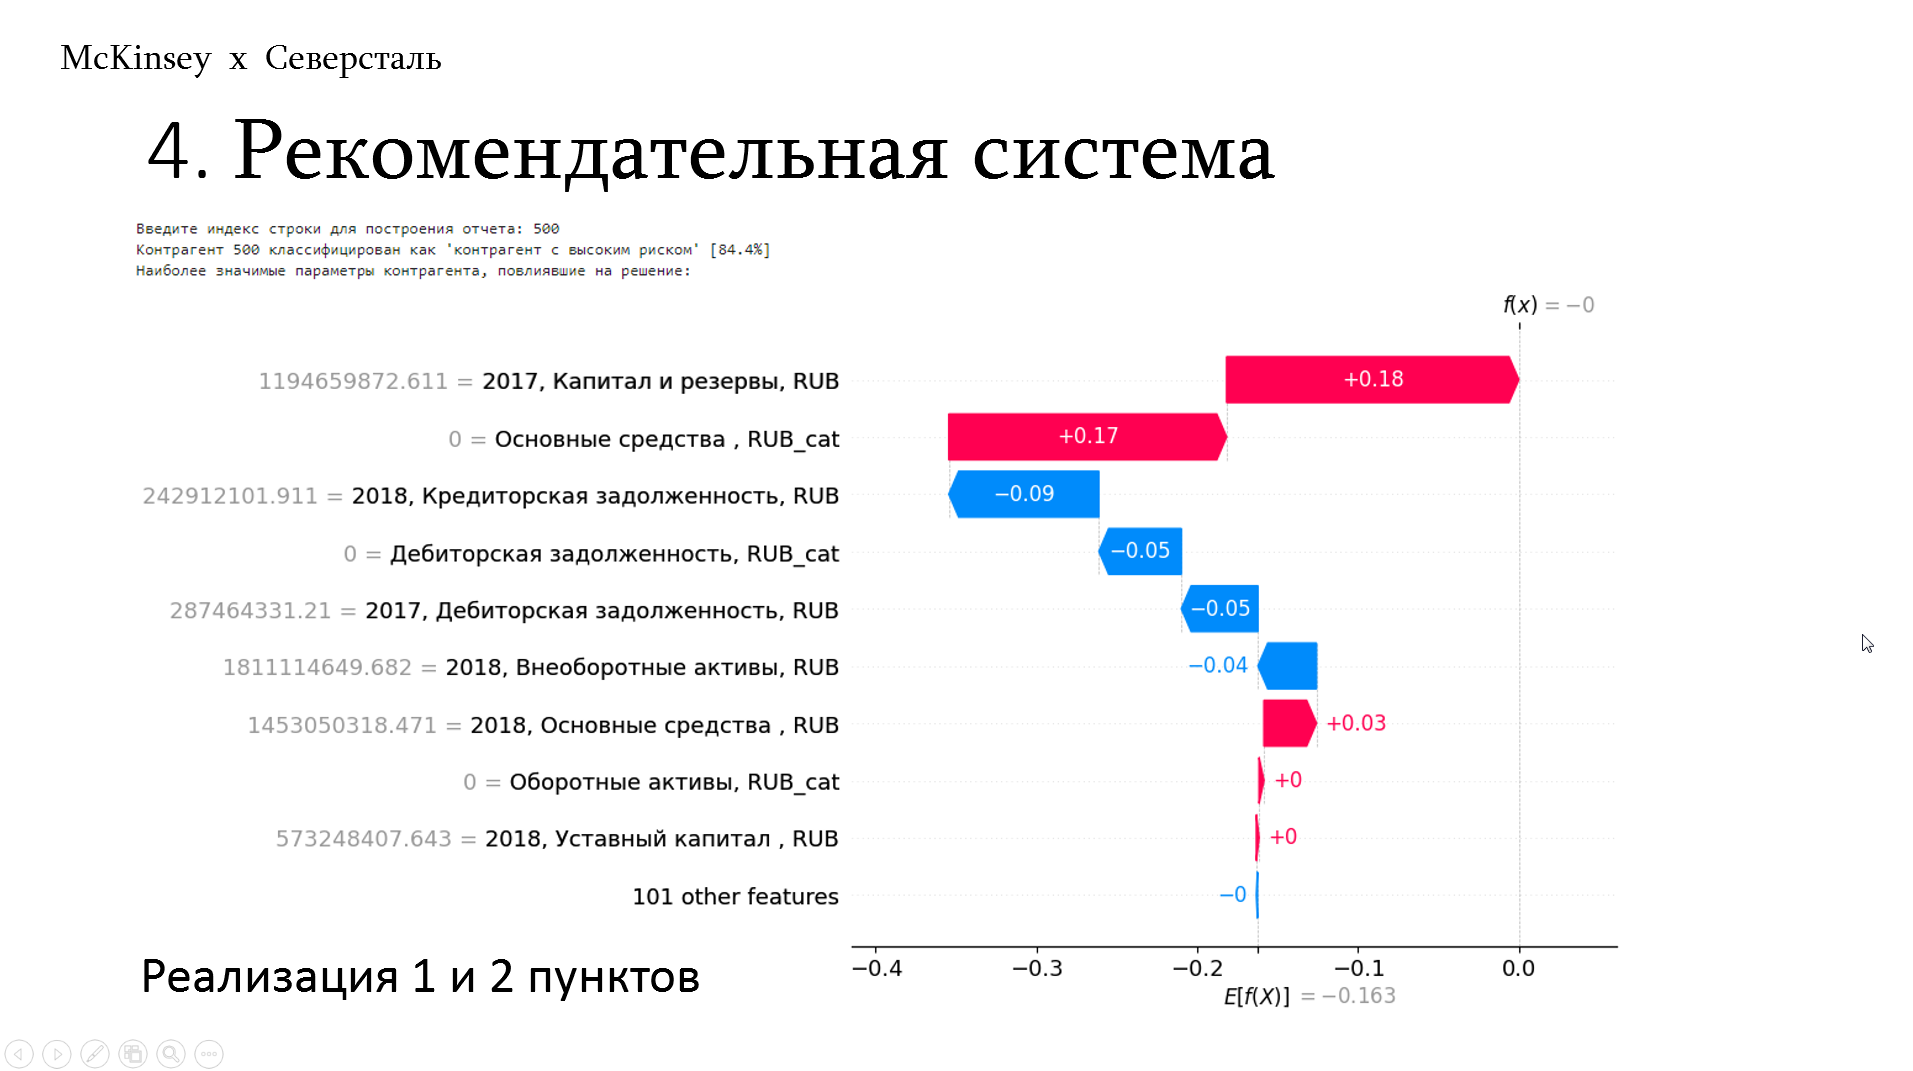 McKinsey x Северсталь
4. Рекомендательная система
Введите индекс строки для построения отчета: 500
Контрагент 500 классифицирован как 'контрагент с высоким риском' [84.4%]
Наиболее значимые параметры контрагента, повлиявшие на решение:
f(x) = −0
1194659872.611 = 2017, Капитал и резервы, RUB +0.18
0 = Основные средства , RUB_cat +0.17
242912101.911 = 2018, Кредиторская задолженность, RUB −0.09
0 = Дебиторская задолженность, RUB_cat −0.05
287464331.21 = 2017, Дебиторская задолженность, RUB −0.05
1811114649.682 = 2018, Внеоборотные активы, RUB −0.04
1453050318.471 = 2018, Основные средства , RUB +0.03
0 = Оборотные активы, RUB_cat +0
573248407.643 = 2018, Уставный капитал , RUB +0
101 other features −0
−0.4 −0.3 −0.2 −0.1 0.0
E[f(X)] = −0.163
Реализация 1 и 2 пунктов